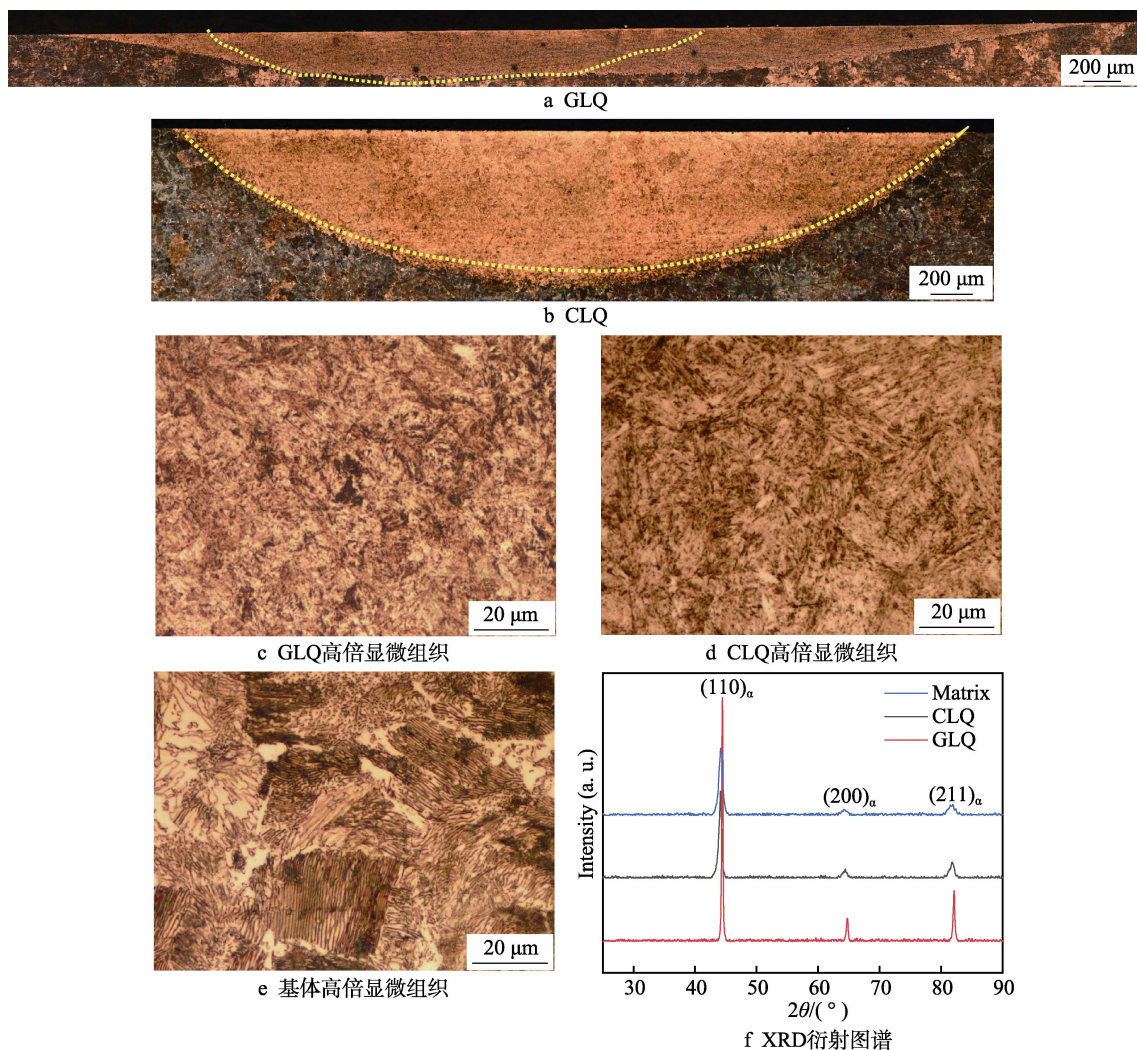 200 μm
a GLQ
200 μm
b CLQ
20 μm
20 μm
c GLQ高倍显微组织
d CLQ高倍显微组织
20 μm
e 基体高倍显微组织
(110)α
Matrix
CLQ
GLQ
(200)α
(211)α
Intensity (a. u.)
30 40 50 60 70 80 90
2θ/( ° )
f XRD衍射图谱